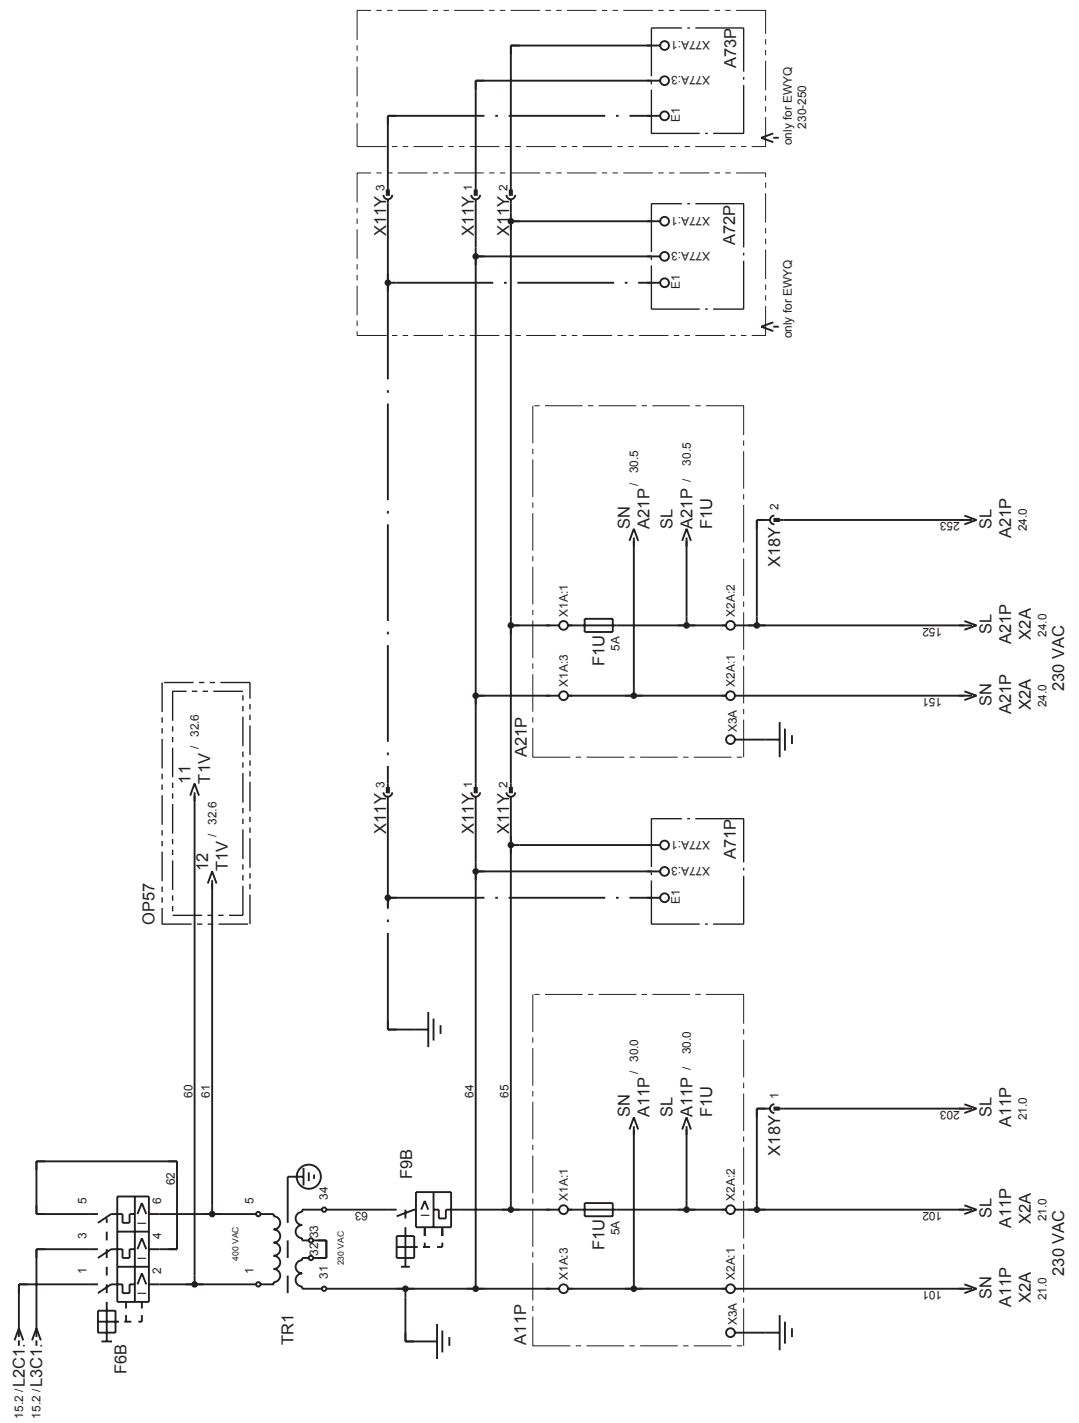 15.2 / L2C1.-
15.2 / L3C1.-
F6B
1
3
5
2
4
6
62
60
61
OP57
11
T1V / 32.6
12
T1V / 32.6
400 VAC
1
5
TR1
31
32
33
34
230 VAC
63
F9B
64
65
X11Y 3
X11Y 1
X11Y 2
X11Y 3
X11Y 1
X11Y 2
A11P
X1A:3
X1A:1
F1U
5A
SN
A11P / 30.0
SL
A11P / 30.0
F1U
X3A
X2A:1
X2A:2
X18Y 1
101
102
203
SN
A11P
X2A
21.0
SL
A11P
X2A
21.0
SL
A11P
21.0
230 VAC
E1
X77A:3
X77A:1
A71P
A21P
X1A:3
X1A:1
F1U
5A
SN
A21P / 30.5
SL
A21P / 30.5
F1U
X3A
X2A:1
X2A:2
X18Y 2
151
152
253
SN
A21P
X2A
24.0
SL
A21P
X2A
24.0
SL
A21P
24.0
230 VAC
E1
X77A:3
X77A:1
A72P
only for EWYQ
E1
X77A:3
X77A:1
A73P
only for EWYQ
230-250